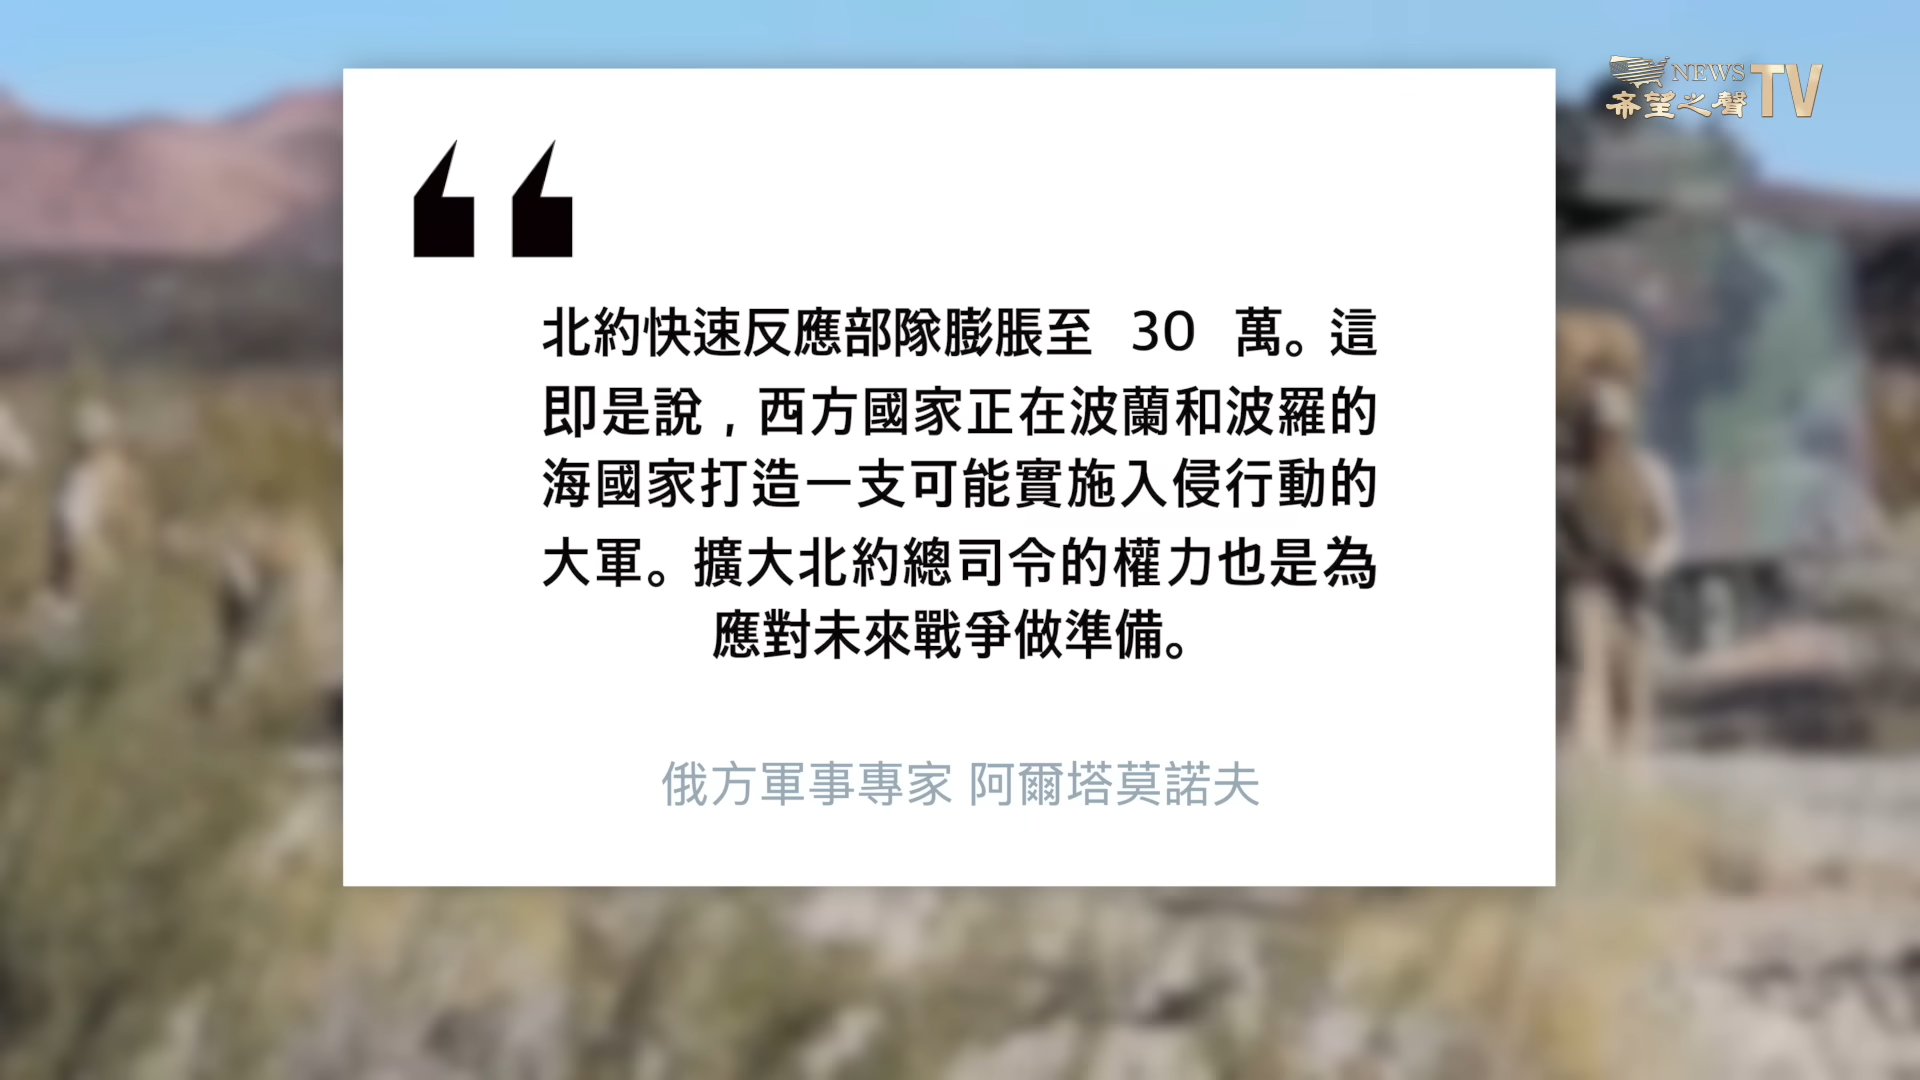 NEWS
希望之聲TV
北約快速反應部隊膨脹至 30 萬。這
即是說，西方國家正在波蘭和波羅的
海國家打造一支可能實施入侵行動的
大軍。擴大北約總司令的權力也是為
應對未來戰爭做準備。
俄方軍事專家 阿爾塔莫諾夫